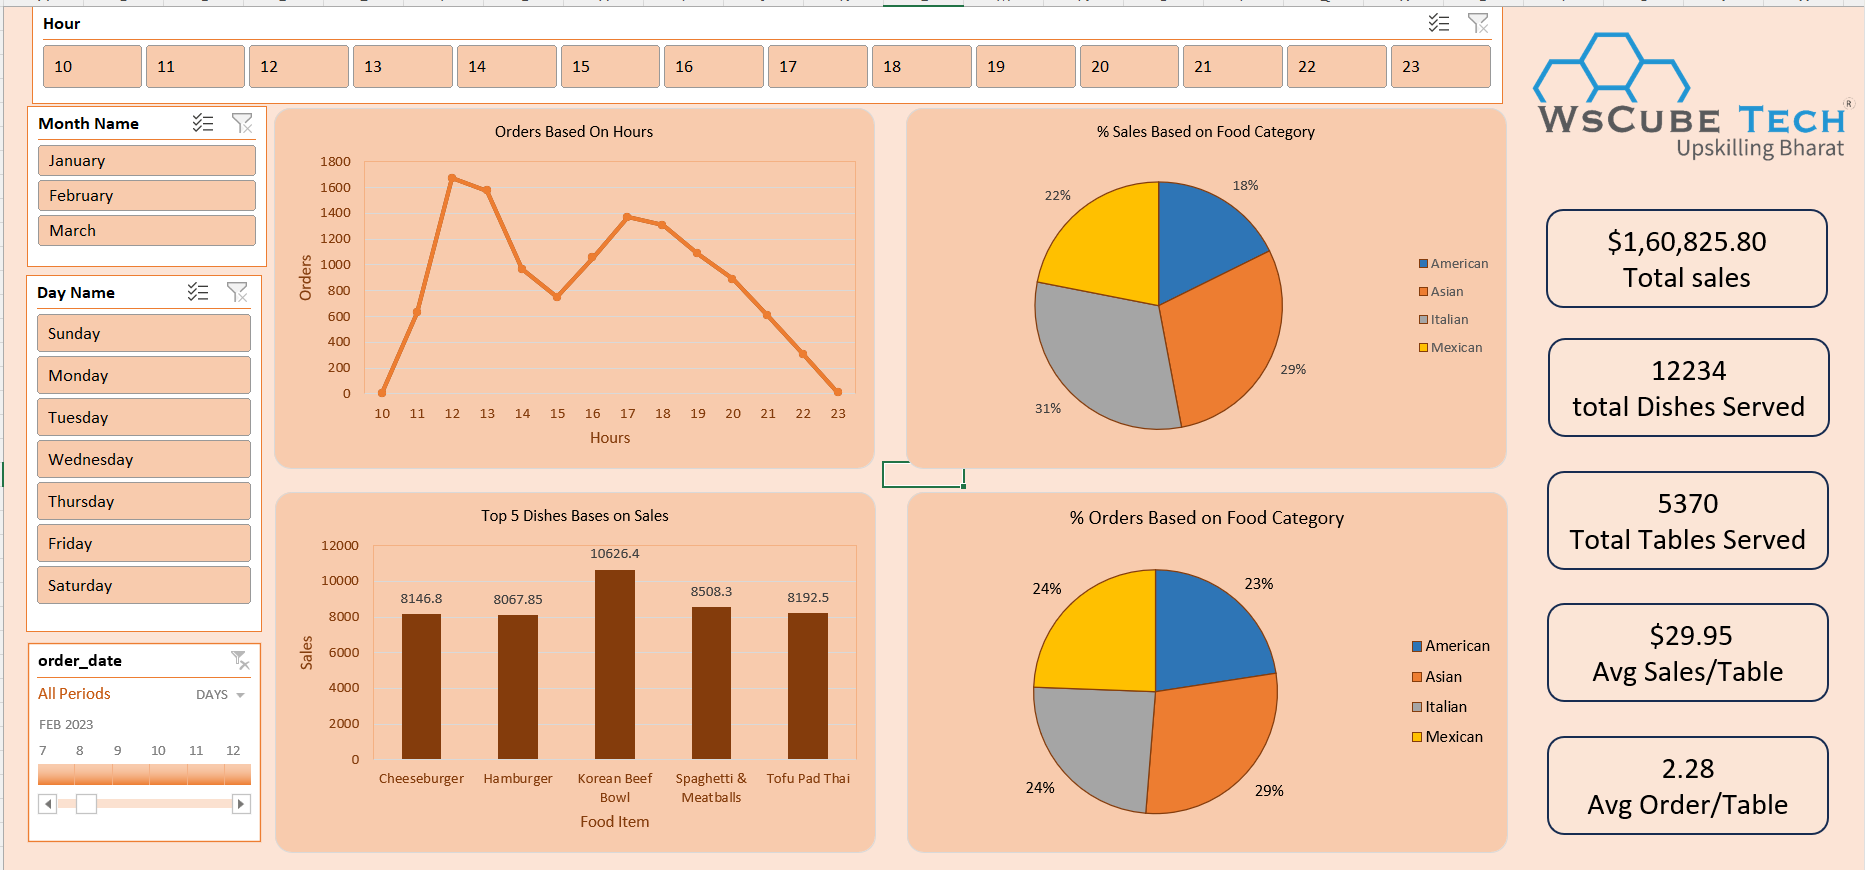 Hour
10 11 12 13 14 15 16 17 18 19 20 21 22 23
WsCube Tech®
Upskilling Bharat
Month Name
January
February
March
Day Name
Sunday
Monday
Tuesday
Wednesday
Thursday
Friday
Saturday
order_date
All Periods DAYS
FEB 2023
7 8 9 10 11 12
Orders Based On Hours
1800
1600
1400
1200
1000
800
600
400
200
0
Orders
10 11 12 13 14 15 16 17 18 19 20 21 22 23
Hours
% Sales Based on Food Category
18%
29%
31%
22%
American
Asian
Italian
Mexican
Top 5 Dishes Bases on Sales
12000
10000
8000
6000
4000
2000
0
Sales
8146.8
8067.85
10626.4
8508.3
8192.5
Cheeseburger
Hamburger
Korean Beef
Bowl
Spaghetti &
Meatballs
Tofu Pad Thai
Food Item
% Orders Based on Food Category
23%
29%
24%
24%
American
Asian
Italian
Mexican
$1,60,825.80
Total sales
12234
total Dishes Served
5370
Total Tables Served
$29.95
Avg Sales/Table
2.28
Avg Order/Table